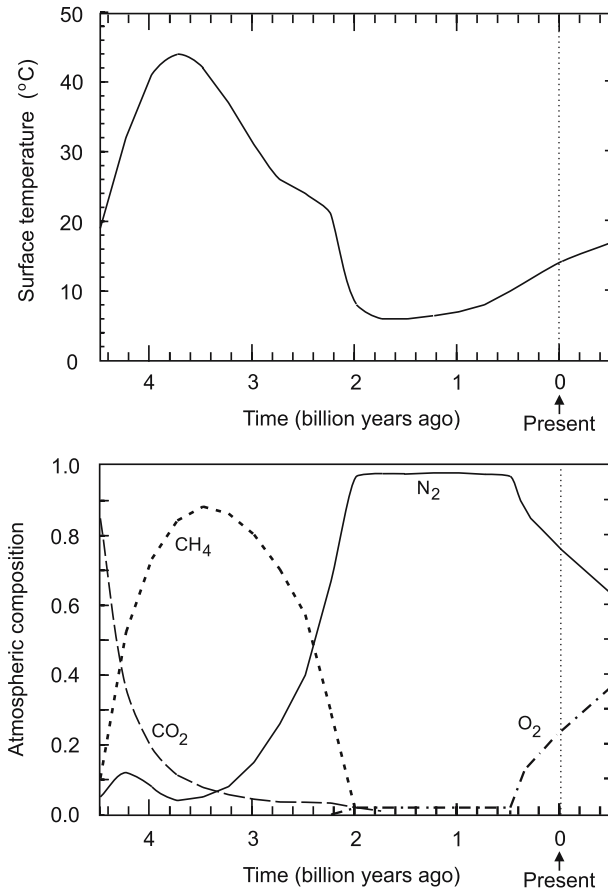 50
40
30
20
10
0
Surface temperature (°C)
4 3 2 1 0
Time (billion years ago)
Present
1.0
0.8
0.6
0.4
0.2
0.0
Atmospheric composition
N2
CH4
CO2
O2
4 3 2 1 0
Time (billion years ago)
Present